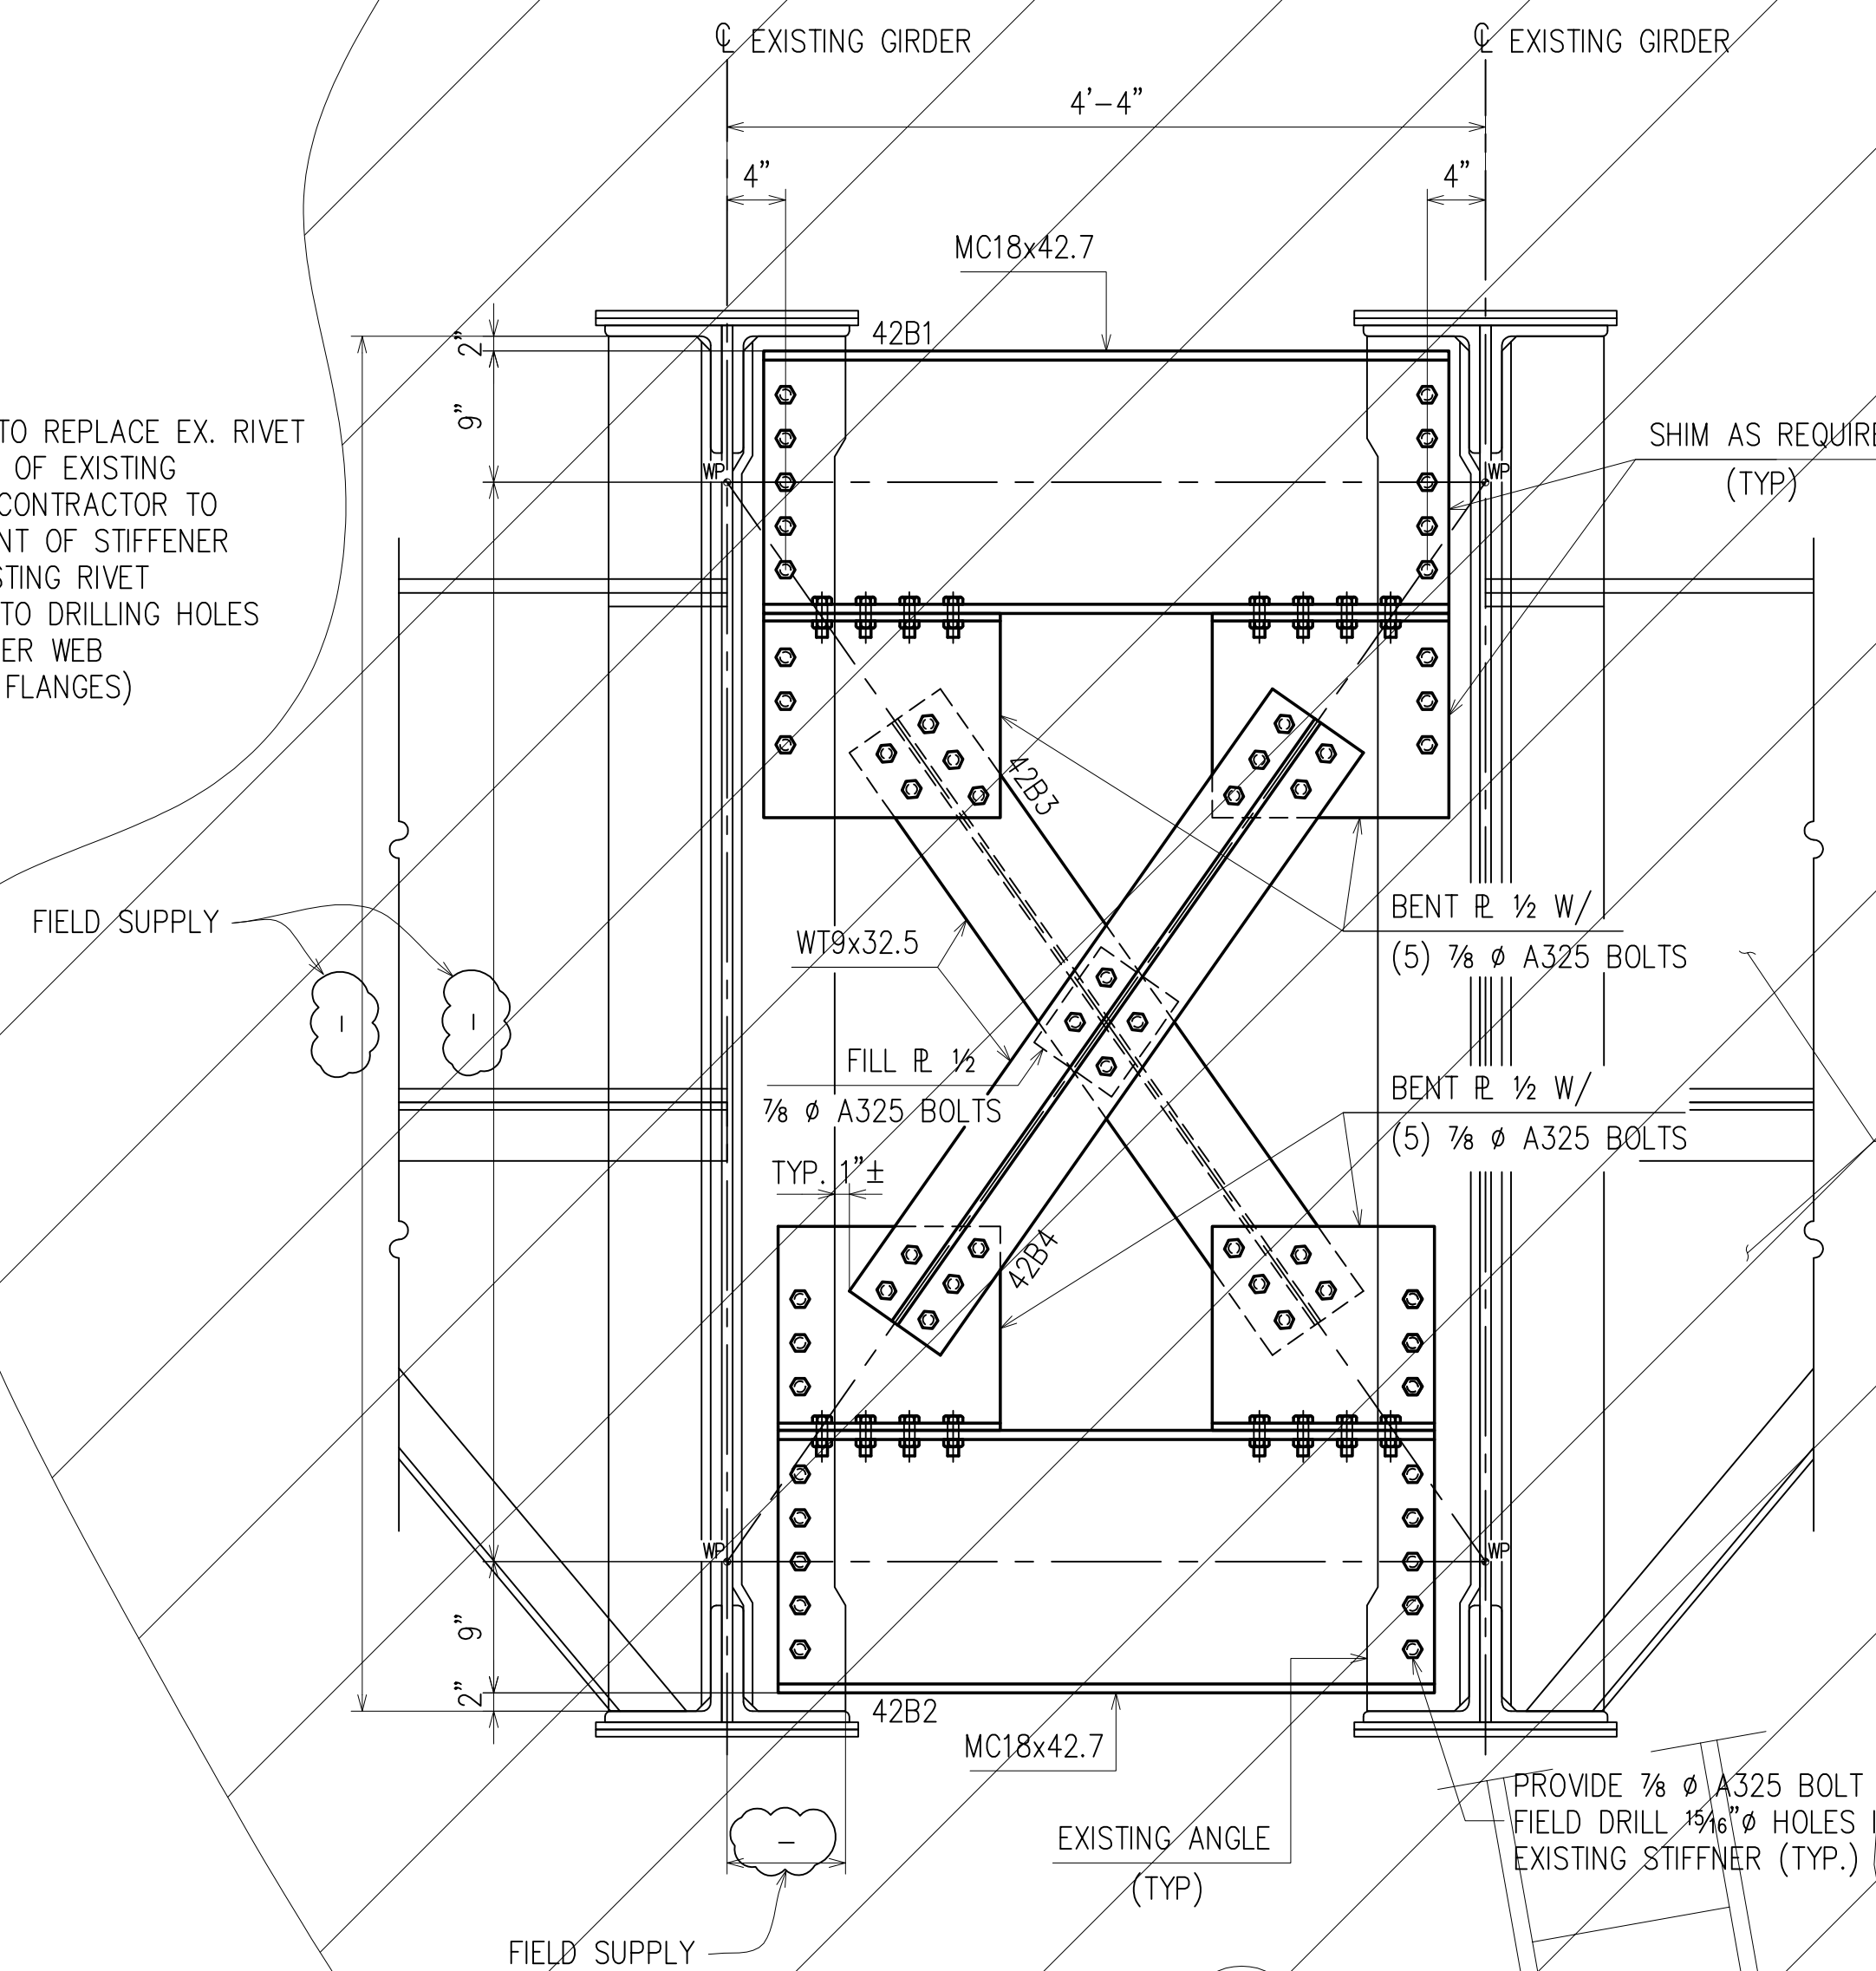 ℄ EXISTING GIRDER
℄ EXISTING GIRDER
4'-4"
4"
4"
MC18x42.7
42B1
2"
9"
TO REPLACE EX. RIVET
OF EXISTING
CONTRACTOR TO
NT OF STIFFENER
STING RIVET
TO DRILLING HOLES
ER WEB
FLANGES)
SHIM AS REQUIRE
(TYP)
WP
WP
42B3
FIELD SUPPLY
WT9x32.5
BENT ⅊ ½ W/
(5) ⅞ ø A325 BOLTS
-
-
FILL ⅊ ½
⅞ ø A325 BOLTS
BENT ⅊ ½ W/
(5) ⅞ ø A325 BOLTS
TYP. 1"±
42B4
WP
WP
9"
2"
42B2
MC18x42.7
PROVIDE ⅞ ø A325 BOLT
FIELD DRILL 15/16"ø HOLES
EXISTING STIFFNER (TYP.)
-
EXISTING ANGLE
(TYP)
FIELD SUPPLY